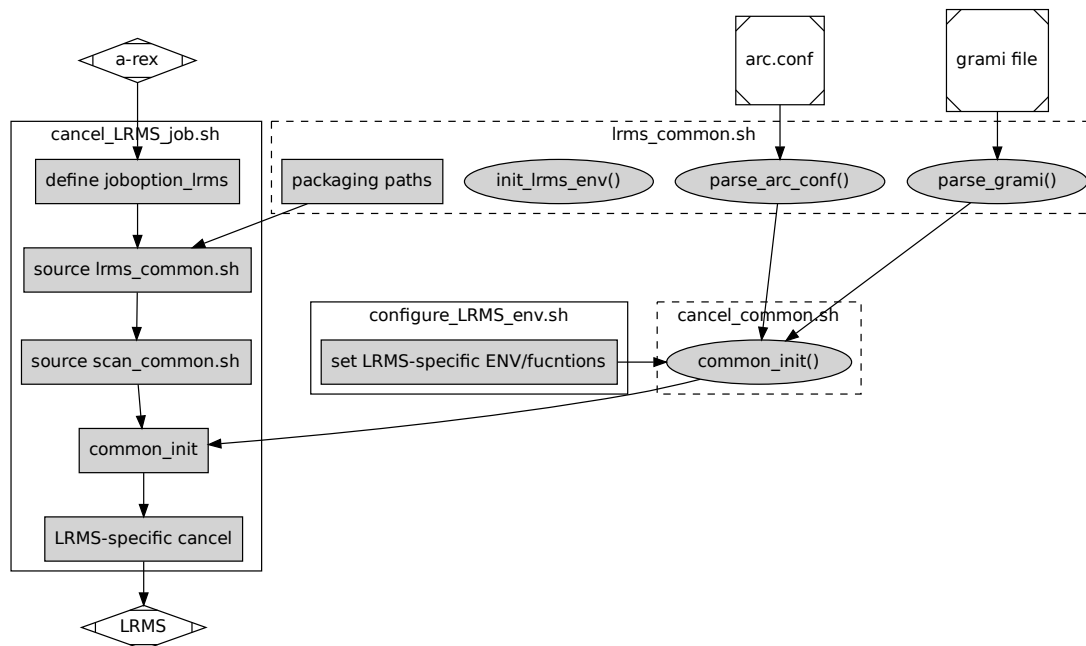 a-rex
arc.conf
grami file
cancel_LRMS_job.sh
lrms_common.sh
define joboption_lrms
packaging paths
init_lrms_env()
parse_arc_conf()
parse_grami()
source lrms_common.sh
configure_LRMS_env.sh
cancel_common.sh
source scan_common.sh
set LRMS-specific ENV/fucntions
common_init()
common_init
LRMS-specific cancel
LRMS